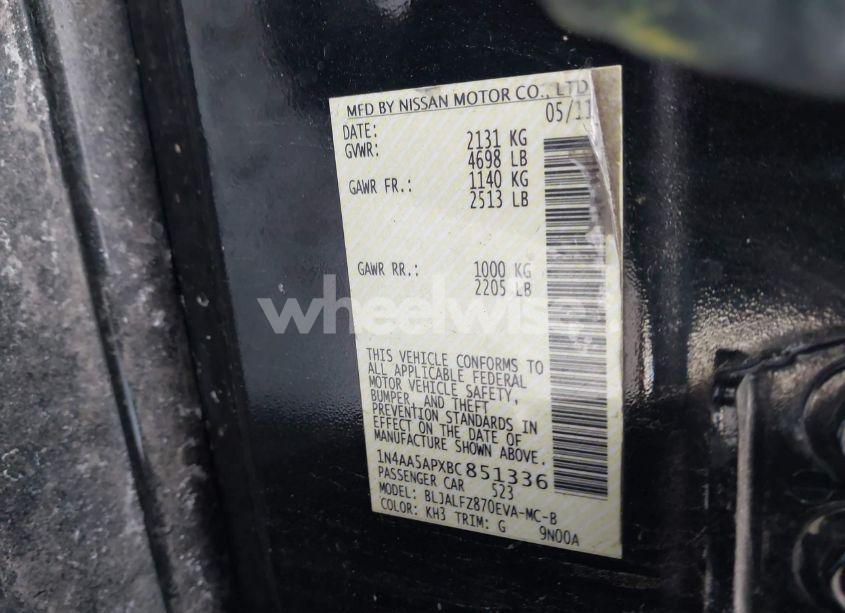 MFD BY NISSAN MOTOR CO., LTD
DATE: 05/11
GVWR: 2131 KG
4698 LB
GAWR FR.: 1140 KG
2513 LB
GAWR RR.: 1000 KG
2205 LB
wheelwise
THIS VEHICLE CONFORMS TO
ALL APPLICABLE FEDERAL
MOTOR VEHICLE SAFETY,
BUMPER, AND THEFT
PREVENTION STANDARDS IN
EFFECT ON THE DATE OF
MANUFACTURE SHOWN ABOVE.
1N4AA5APXBC851336
PASSENGER CAR 523
MODEL: BLJALFZ870EVA-MC-B
COLOR: KH3 TRIM: G 9N00A